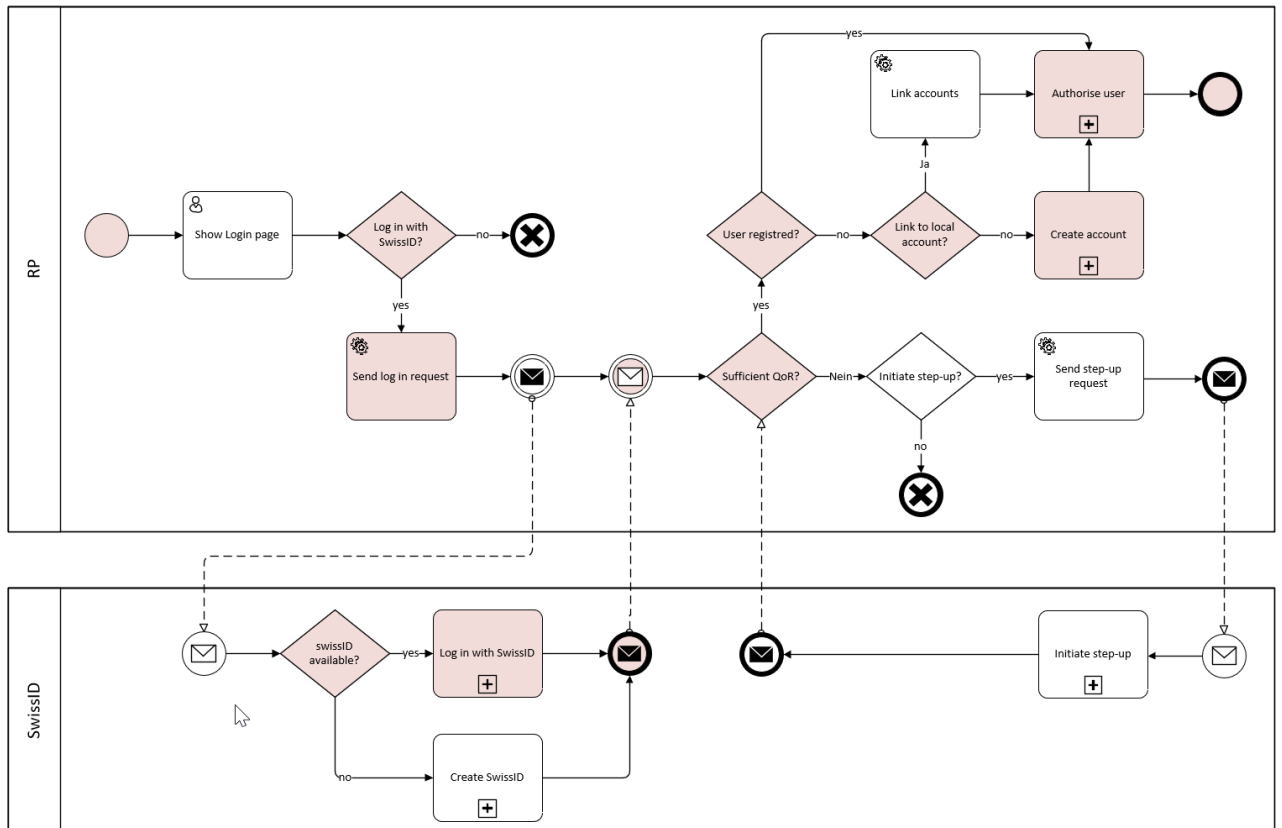 RP
yes
Link accounts
Authorise user
Ja
Show Login page
Log in with
SwissID?
no
User registred?
no
Link to local
account?
no
Create account
yes
yes
Send log in request
Sufficient QoR?
Nein
Initiate step-up?
yes
Send step-up
request
no
SwissID
swissID
available?
yes
Log in with SwissID
Initiate step-up
no
Create SwissID